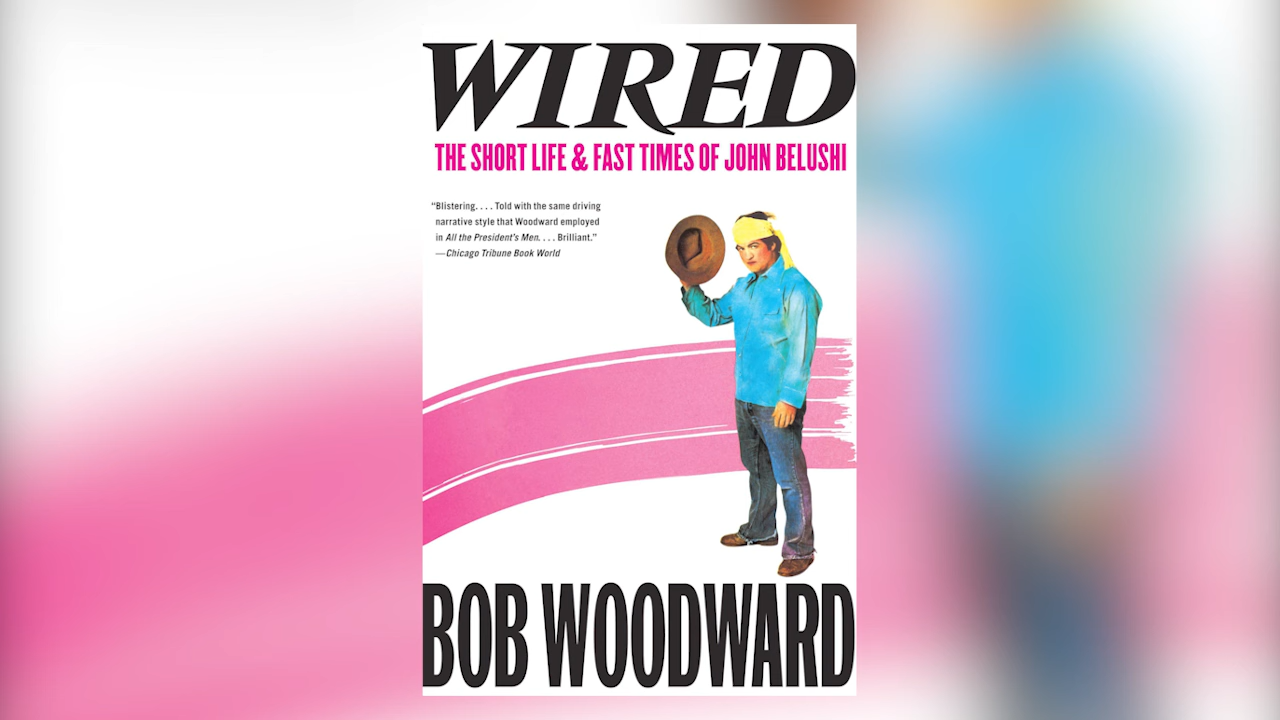 WIRED
THE SHORT LIFE & FAST TIMES OF JOHN BELUSHI
“Blistering. . . . Told with the same driving
narrative style that Woodward employed
in All the President’s Men. . . . Brilliant.”
—Chicago Tribune Book World
BOB WOODWARD